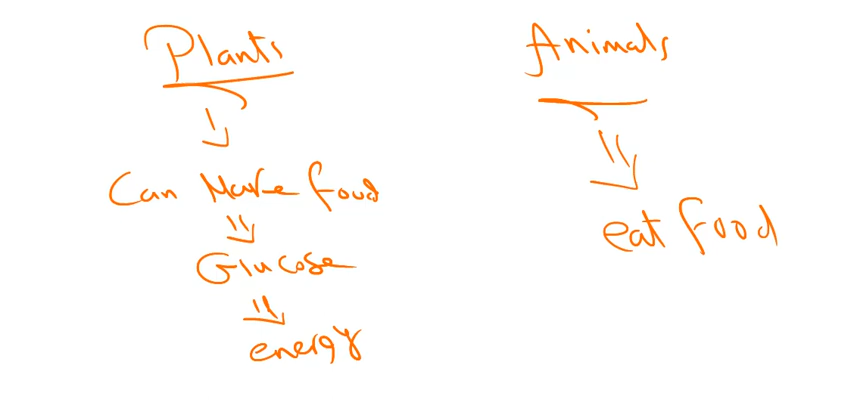 Plants
Can Make food
Glucose
energy
Animals
eat food